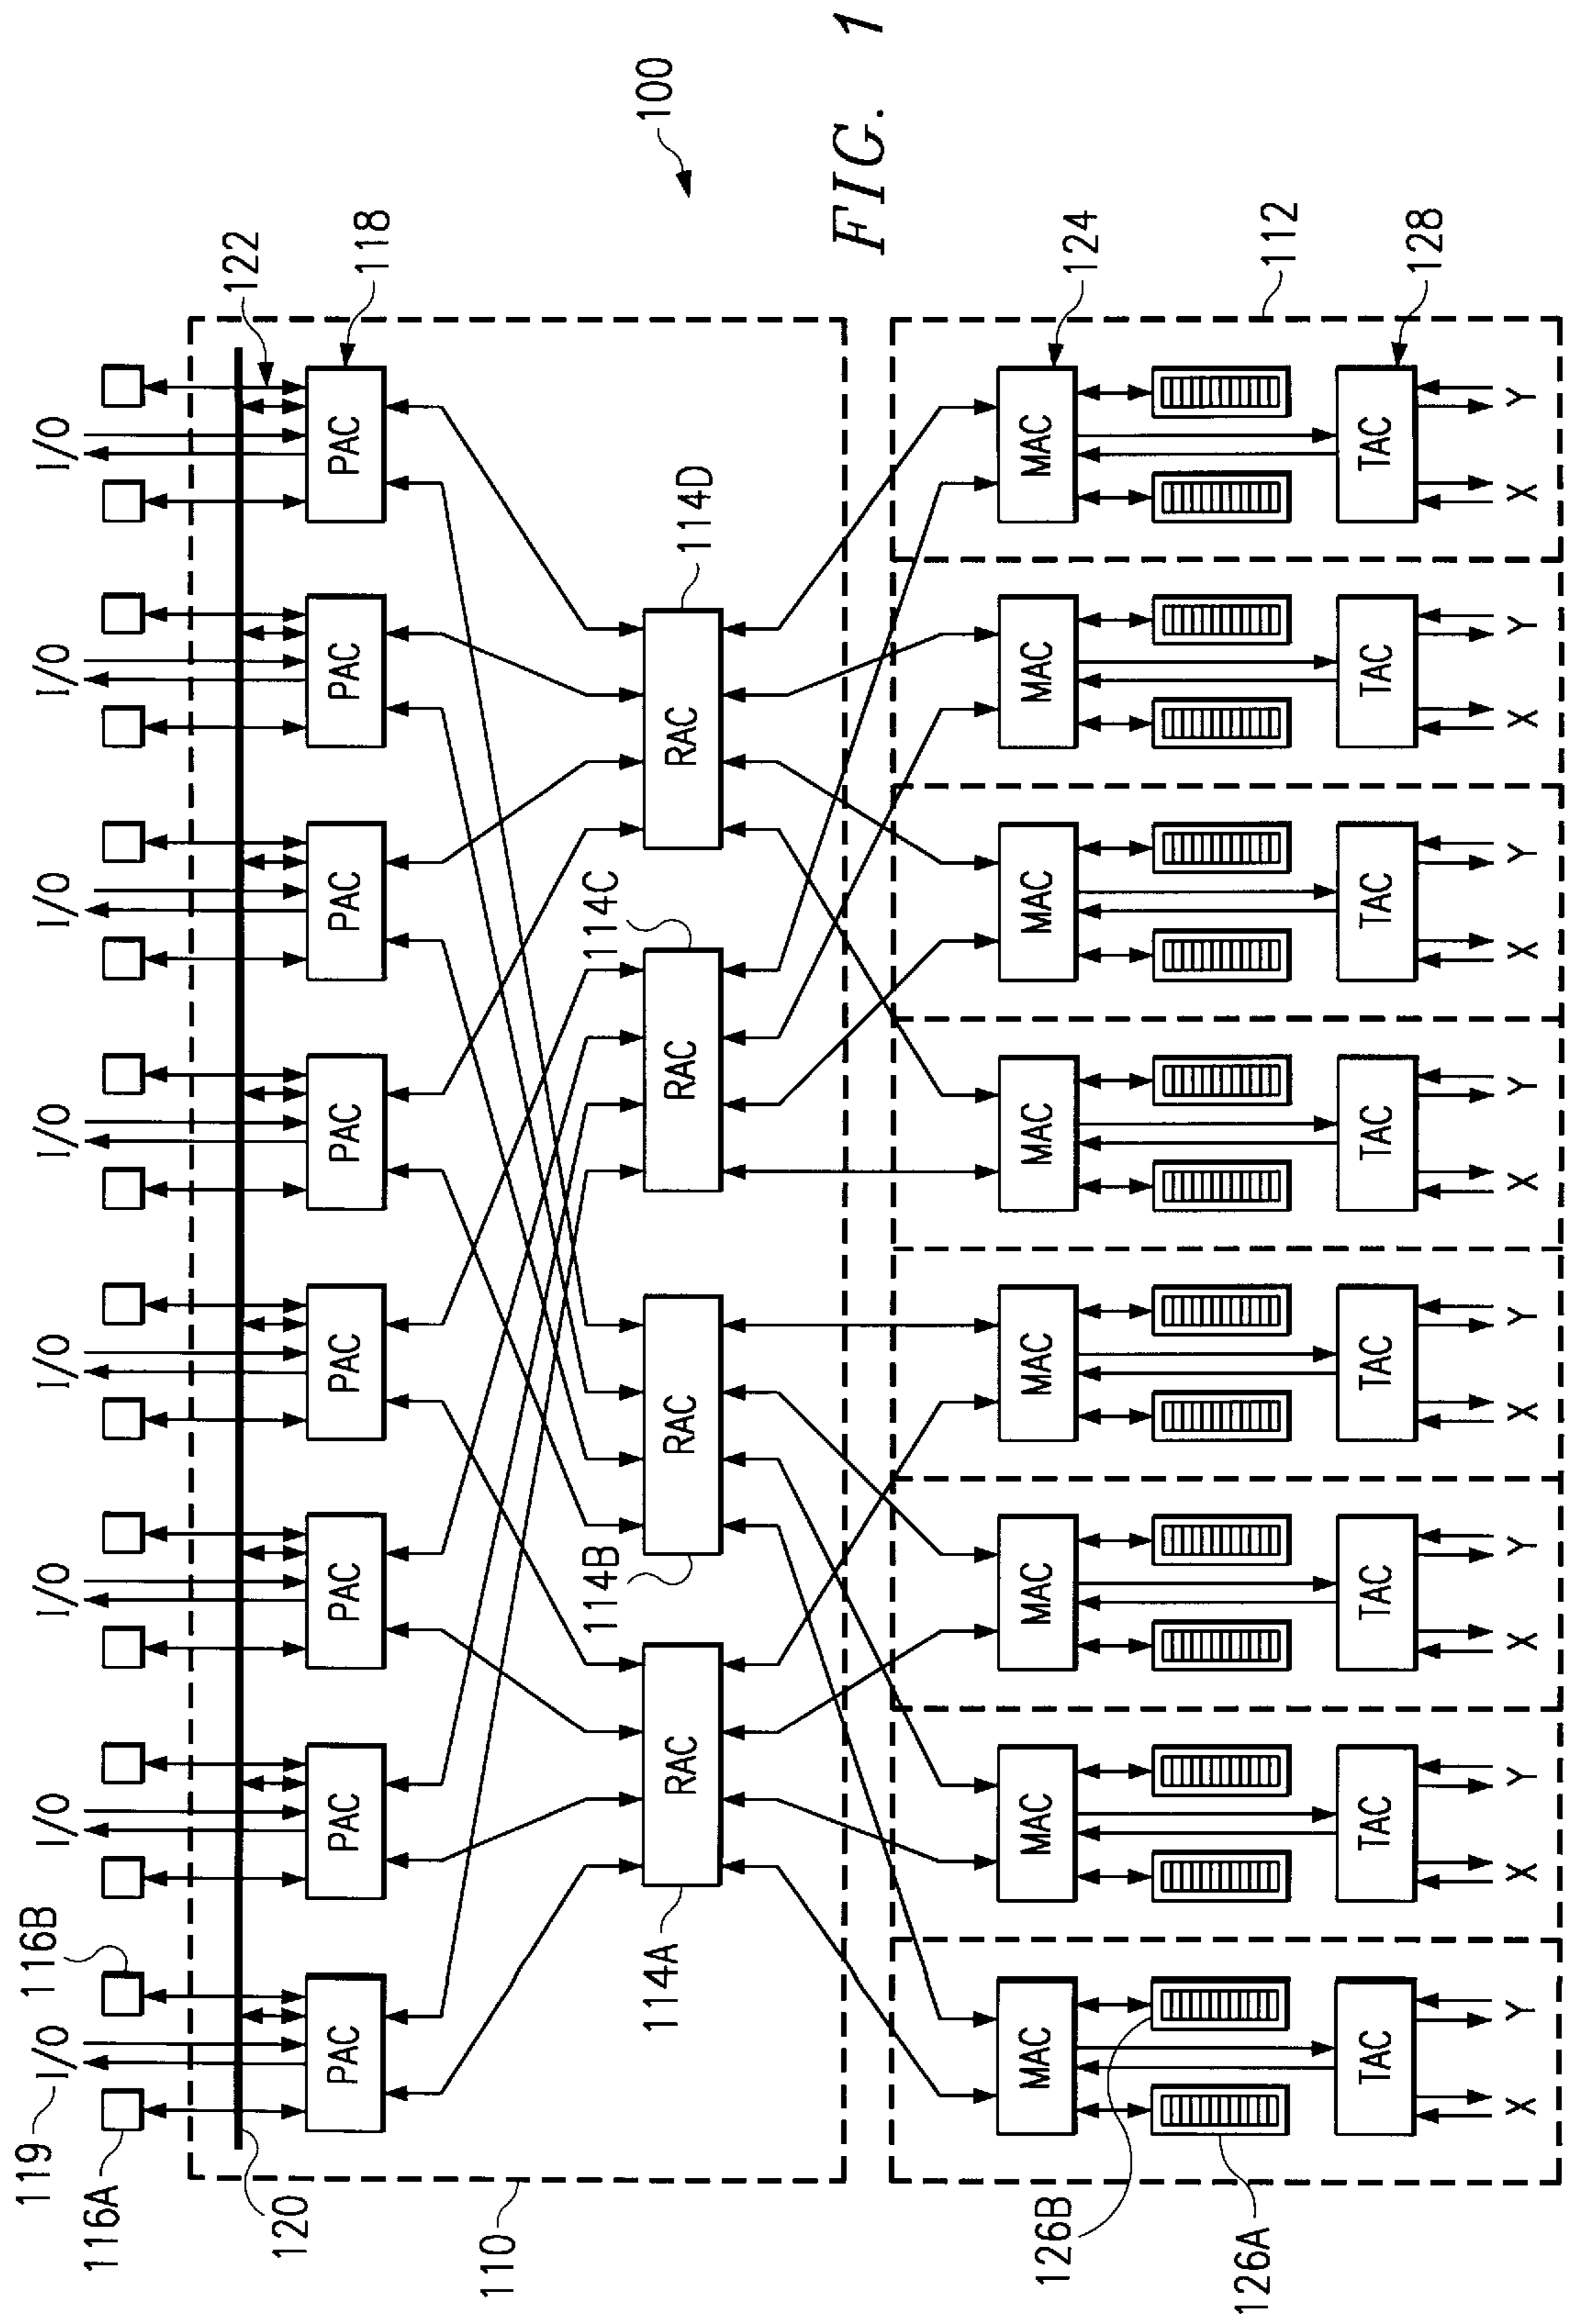 119
I/O
116B
I/O
I/O
I/O
I/O
I/O
I/O
I/O
116A
122
120
PAC
PAC
PAC
PAC
PAC
PAC
PAC
PAC
118
110
114B
114C
100
114A
RAC
RAC
RAC
RAC
114D
FIG. 1
126B
MAC
MAC
MAC
MAC
MAC
MAC
MAC
MAC
124
126A
112
TAC
TAC
TAC
TAC
TAC
TAC
TAC
TAC
128
X Y
X Y
X Y
X Y
X Y
X Y
X Y
X Y